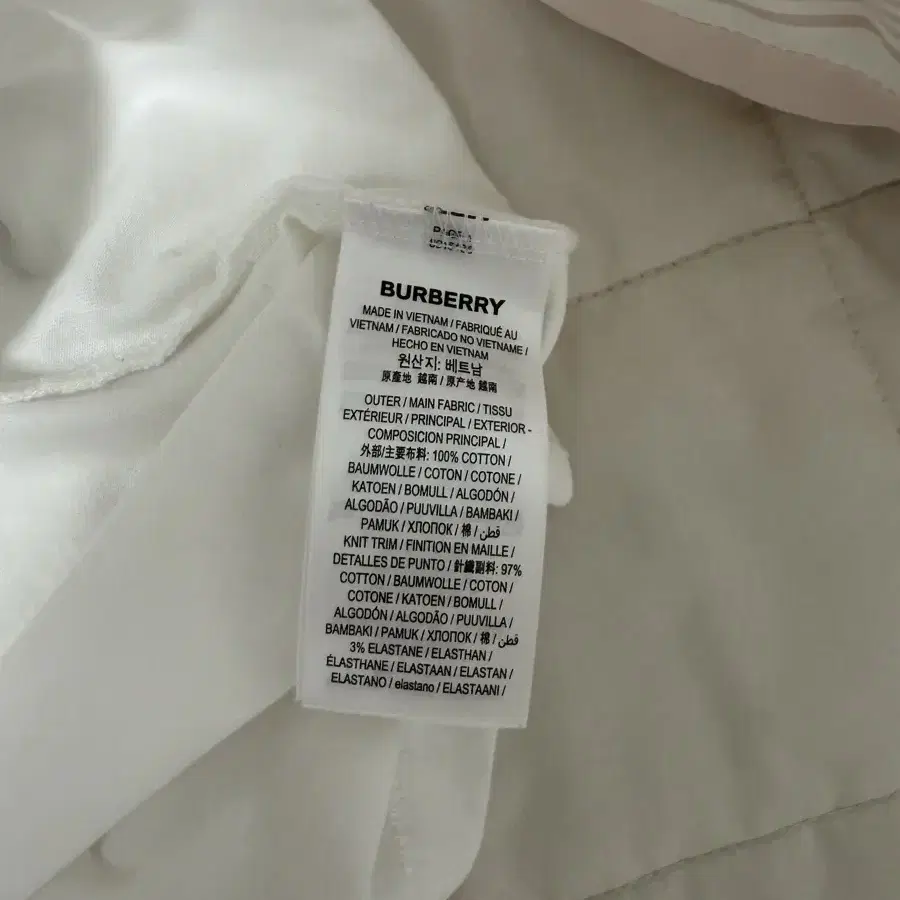 BURBERRY
MADE IN VIETNAM / FABRIQUÉ AU
VIETNAM / FABRICADO NO VIETNAME /
HECHO EN VIETNAM
원산지: 베트남
原產地 越南 / 原产地 越南
OUTER / MAIN FABRIC / TISSU
EXTÉRIEUR / PRINCIPAL / EXTERIOR -
COMPOSICION PRINCIPAL /
外部/主要布料: 100% COTTON /
BAUMWOLLE / COTON / COTONE /
KATOEN / BOMULL / ALGODÓN /
ALGODÃO / PUUVILLA / BAMBAKI /
PAMUK / ХЛОПОК / 棉 / قطن
KNIT TRIM / FINITION EN MAILLE /
DETALLES DE PUNTO / 針織副料: 97%
COTTON / BAUMWOLLE / COTON /
COTONE / KATOEN / BOMULL /
ALGODÓN / ALGODÃO / PUUVILLA /
BAMBAKI / PAMUK / ХЛОПОК / 棉 / قطن
3% ELASTANE / ELASTHAN /
ÉLASTHANE / ELASTAAN / ELASTAN /
ELASTANO / elastano / ELASTAANI /